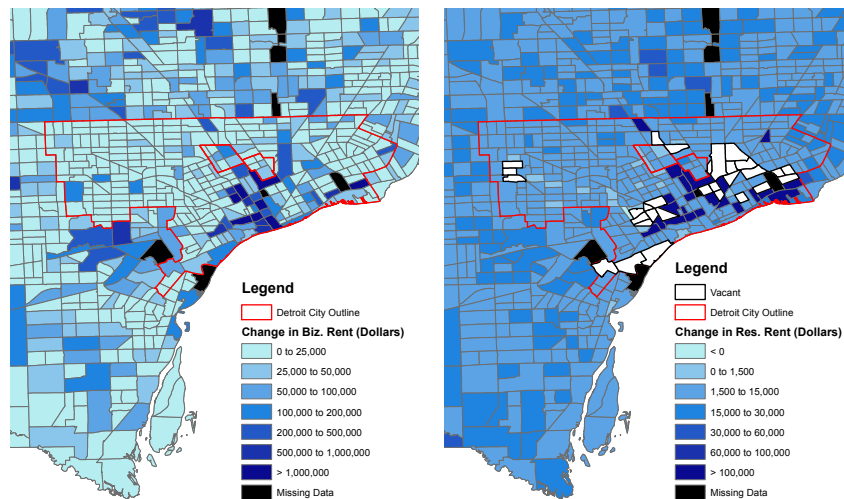 Legend
Detroit City Outline
Change in Biz. Rent (Dollars)
0 to 25,000
25,000 to 50,000
50,000 to 100,000
100,000 to 200,000
200,000 to 500,000
500,000 to 1,000,000
> 1,000,000
Missing Data
Legend
Vacant
Detroit City Outline
Change in Res. Rent (Dollars)
< 0
0 to 1,500
1,500 to 15,000
15,000 to 30,000
30,000 to 60,000
60,000 to 100,000
> 100,000
Missing Data